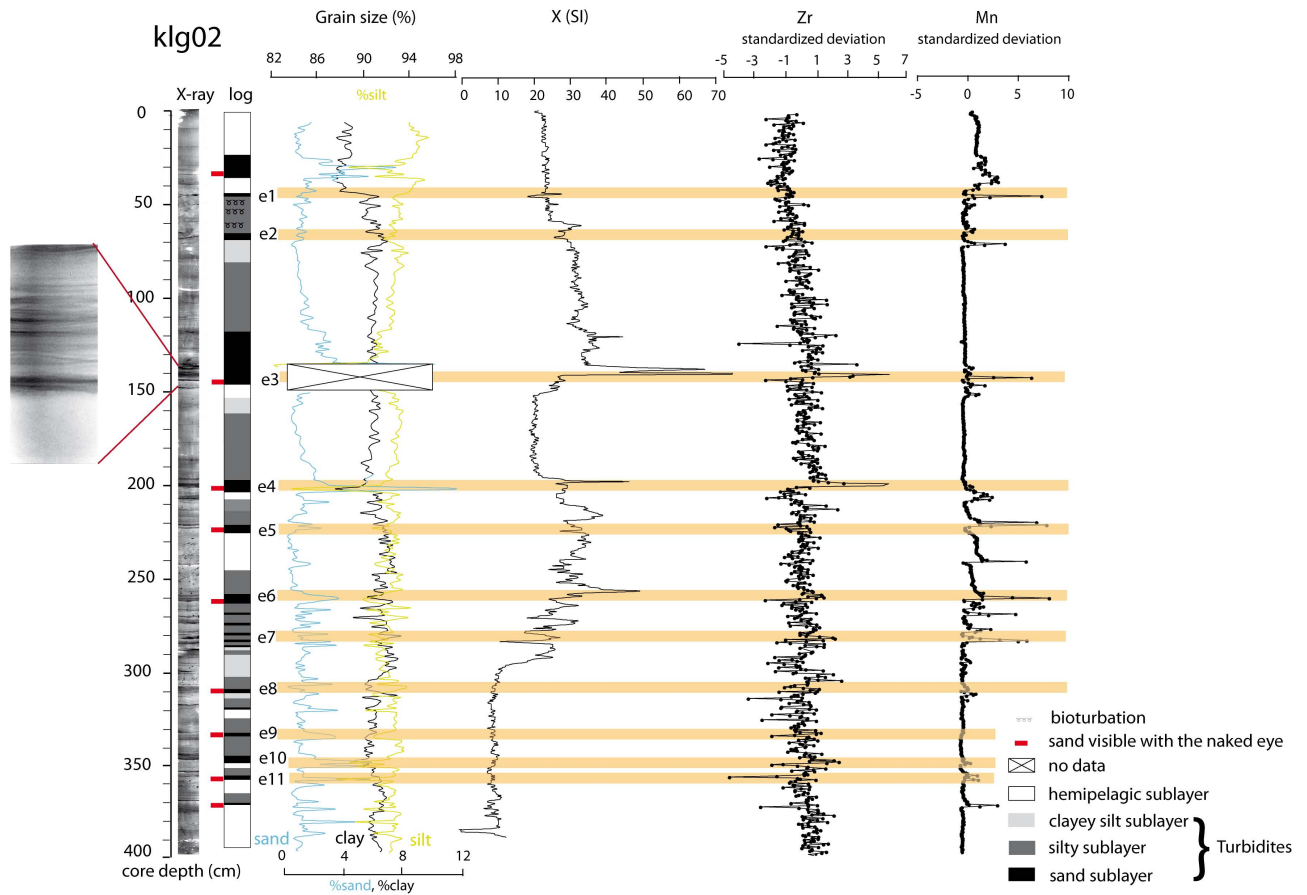 klg02
Grain size (%)
X (SI)
Zr
Mn
standardized deviation
standardized deviation
82 86 90 94 98
-5 -3 -1 1 3 5 7
X-ray log
%silt
0 10 20 30 40 50 60 70
-5 0 5 10
0
50
100
150
200
250
300
350
400
e1
e2
e3
e4
e5
e6
e7
e8
e9
e10
e11
sand clay silt
core depth (cm)
0 4 8 12
%sand, %clay
bioturbation
sand visible with the naked eye
no data
hemipelagic sublayer
clayey silt sublayer
silty sublayer
sand sublayer
Turbidites